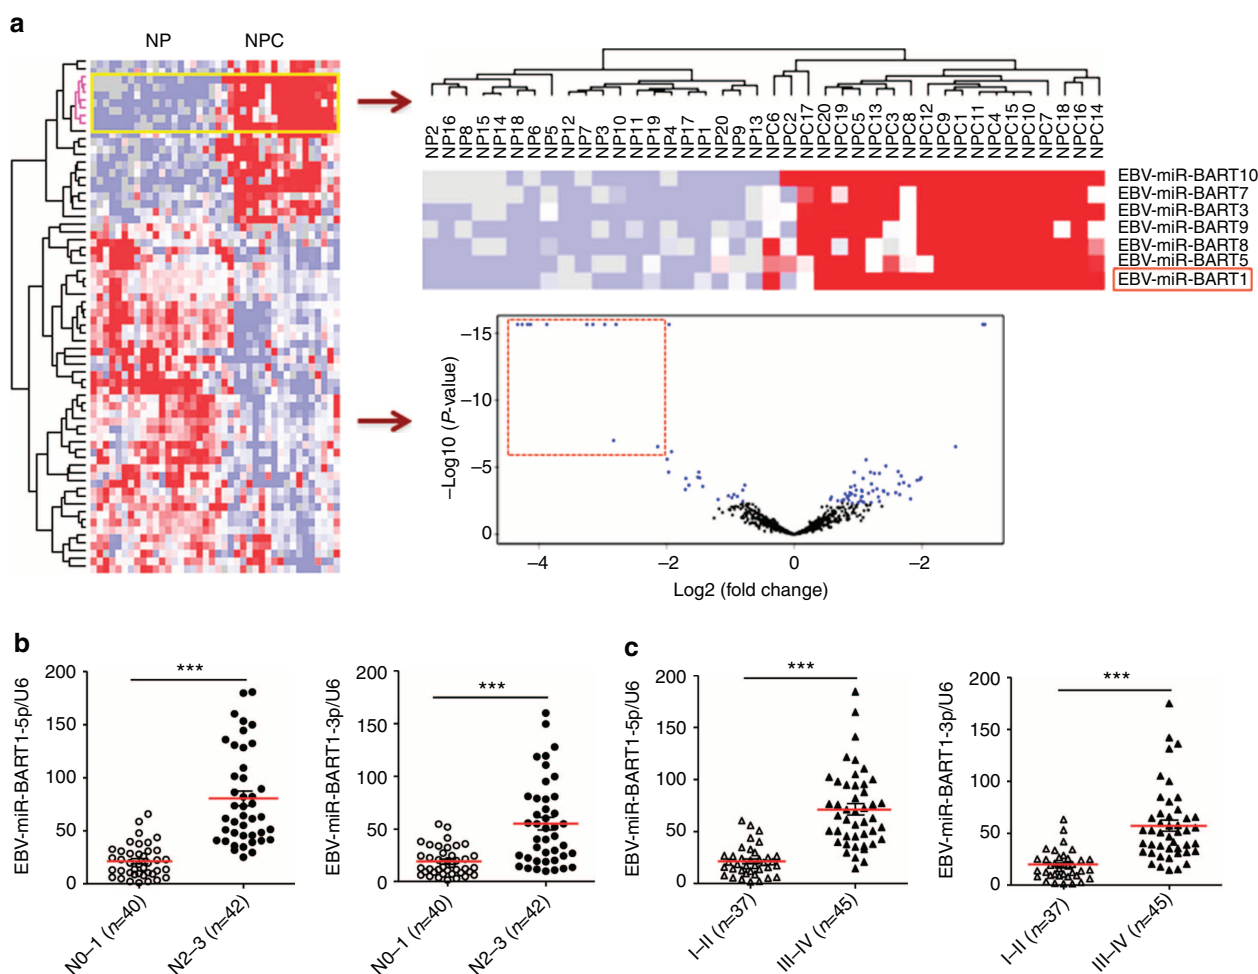 a
NP NPC
NP2 NP16 NP8 NP15 NP14 NP18 NP6 NP5 NP12 NP7 NP3 NP10 NP11 NP19 NP4 NP17 NP1 NP20 NP9 NP13 NPC6 NPC2 NPC17 NPC20 NPC19 NPC5 NPC13 NPC3 NPC8 NPC12 NPC9 NPC1 NPC11 NPC4 NPC15 NPC10 NPC7 NPC18 NPC16 NPC14
EBV-miR-BART10
EBV-miR-BART7
EBV-miR-BART3
EBV-miR-BART9
EBV-miR-BART8
EBV-miR-BART5
EBV-miR-BART1
–Log10 (P-value)
–15
–10
–5
0
–4 –2 0 –2
Log2 (fold change)
b
EBV-miR-BART1-5p/U6
200
150
100
50
0
***
N0–1 (n=40) N2–3 (n=42)
EBV-miR-BART1-3p/U6
200
150
100
50
0
***
N0–1 (n=40) N2–3 (n=42)
c
EBV-miR-BART1-5p/U6
200
150
100
50
0
***
I–II (n=37) III–IV (n=45)
EBV-miR-BART1-3p/U6
200
150
100
50
0
***
I–II (n=37) III–IV (n=45)